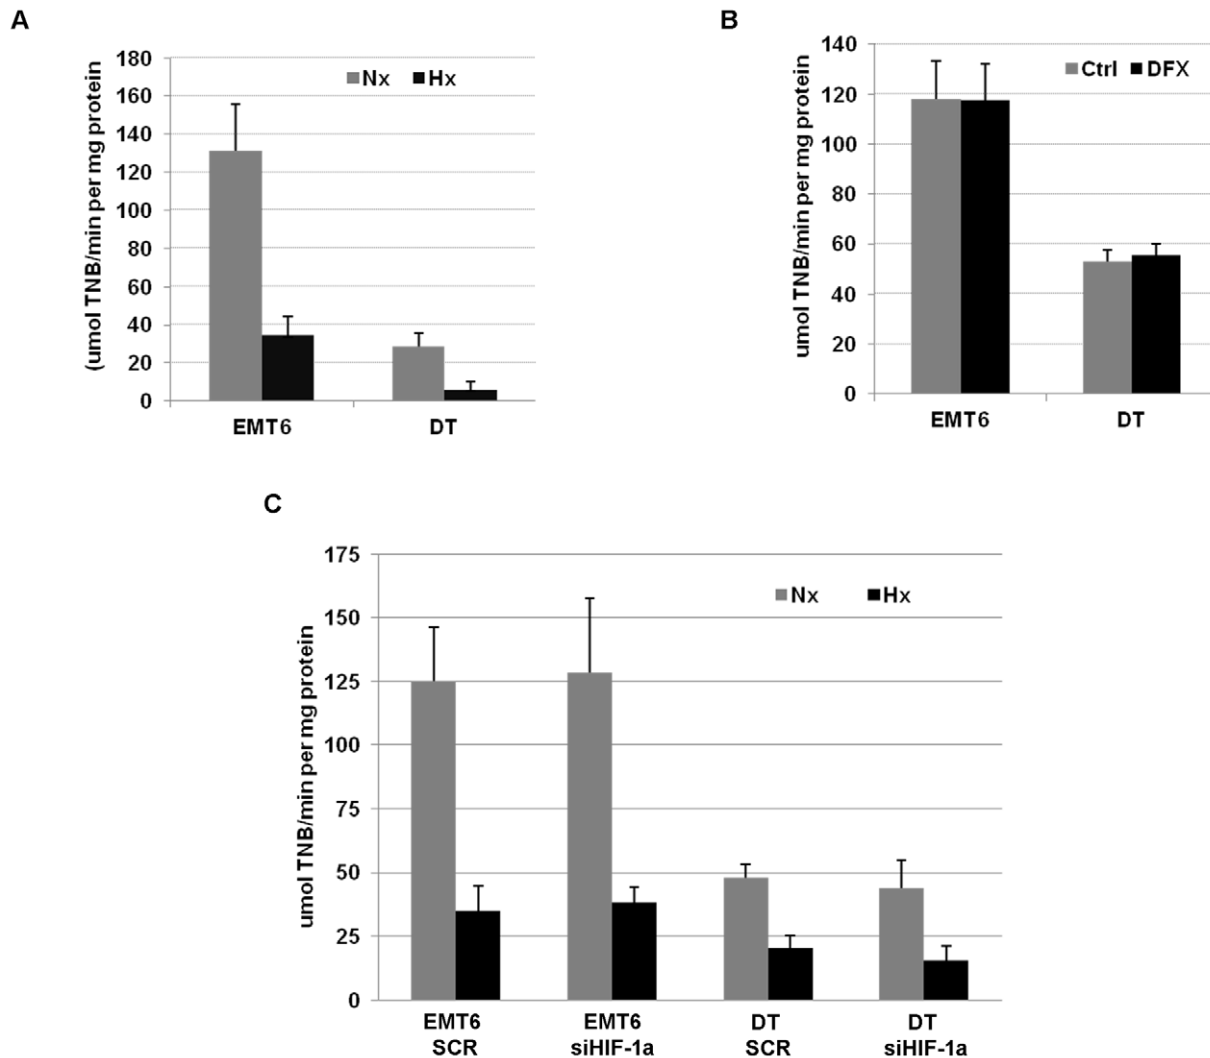 A
(umol TNB/min per mg protein
180
160
140
120
100
80
60
40
20
0
Nx Hx
EMT6 DT
B
umol TNB/min per mg protein
140
120
100
80
60
40
20
0
Ctrl DFX
EMT6 DT
C
umol TNB/min per mg protein
175
150
125
100
75
50
25
0
Nx Hx
EMT6 EMT6 DT DT
SCR siHIF-1a SCR siHIF-1a